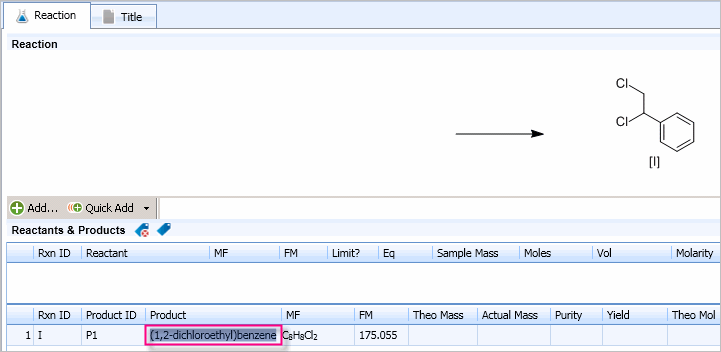 Reaction Title
Reaction
Cl
Cl
[I]
Add... Quick Add
Reactants & Products
Rxn ID Reactant MF FM Limit? Eq Sample Mass Moles Vol Molarity
Rxn ID Product ID Product MF FM Theo Mass Actual Mass Purity Yield Theo Mol
1 I P1 (1,2-dichloroethyl)benzene C₈H₈Cl₂ 175.055